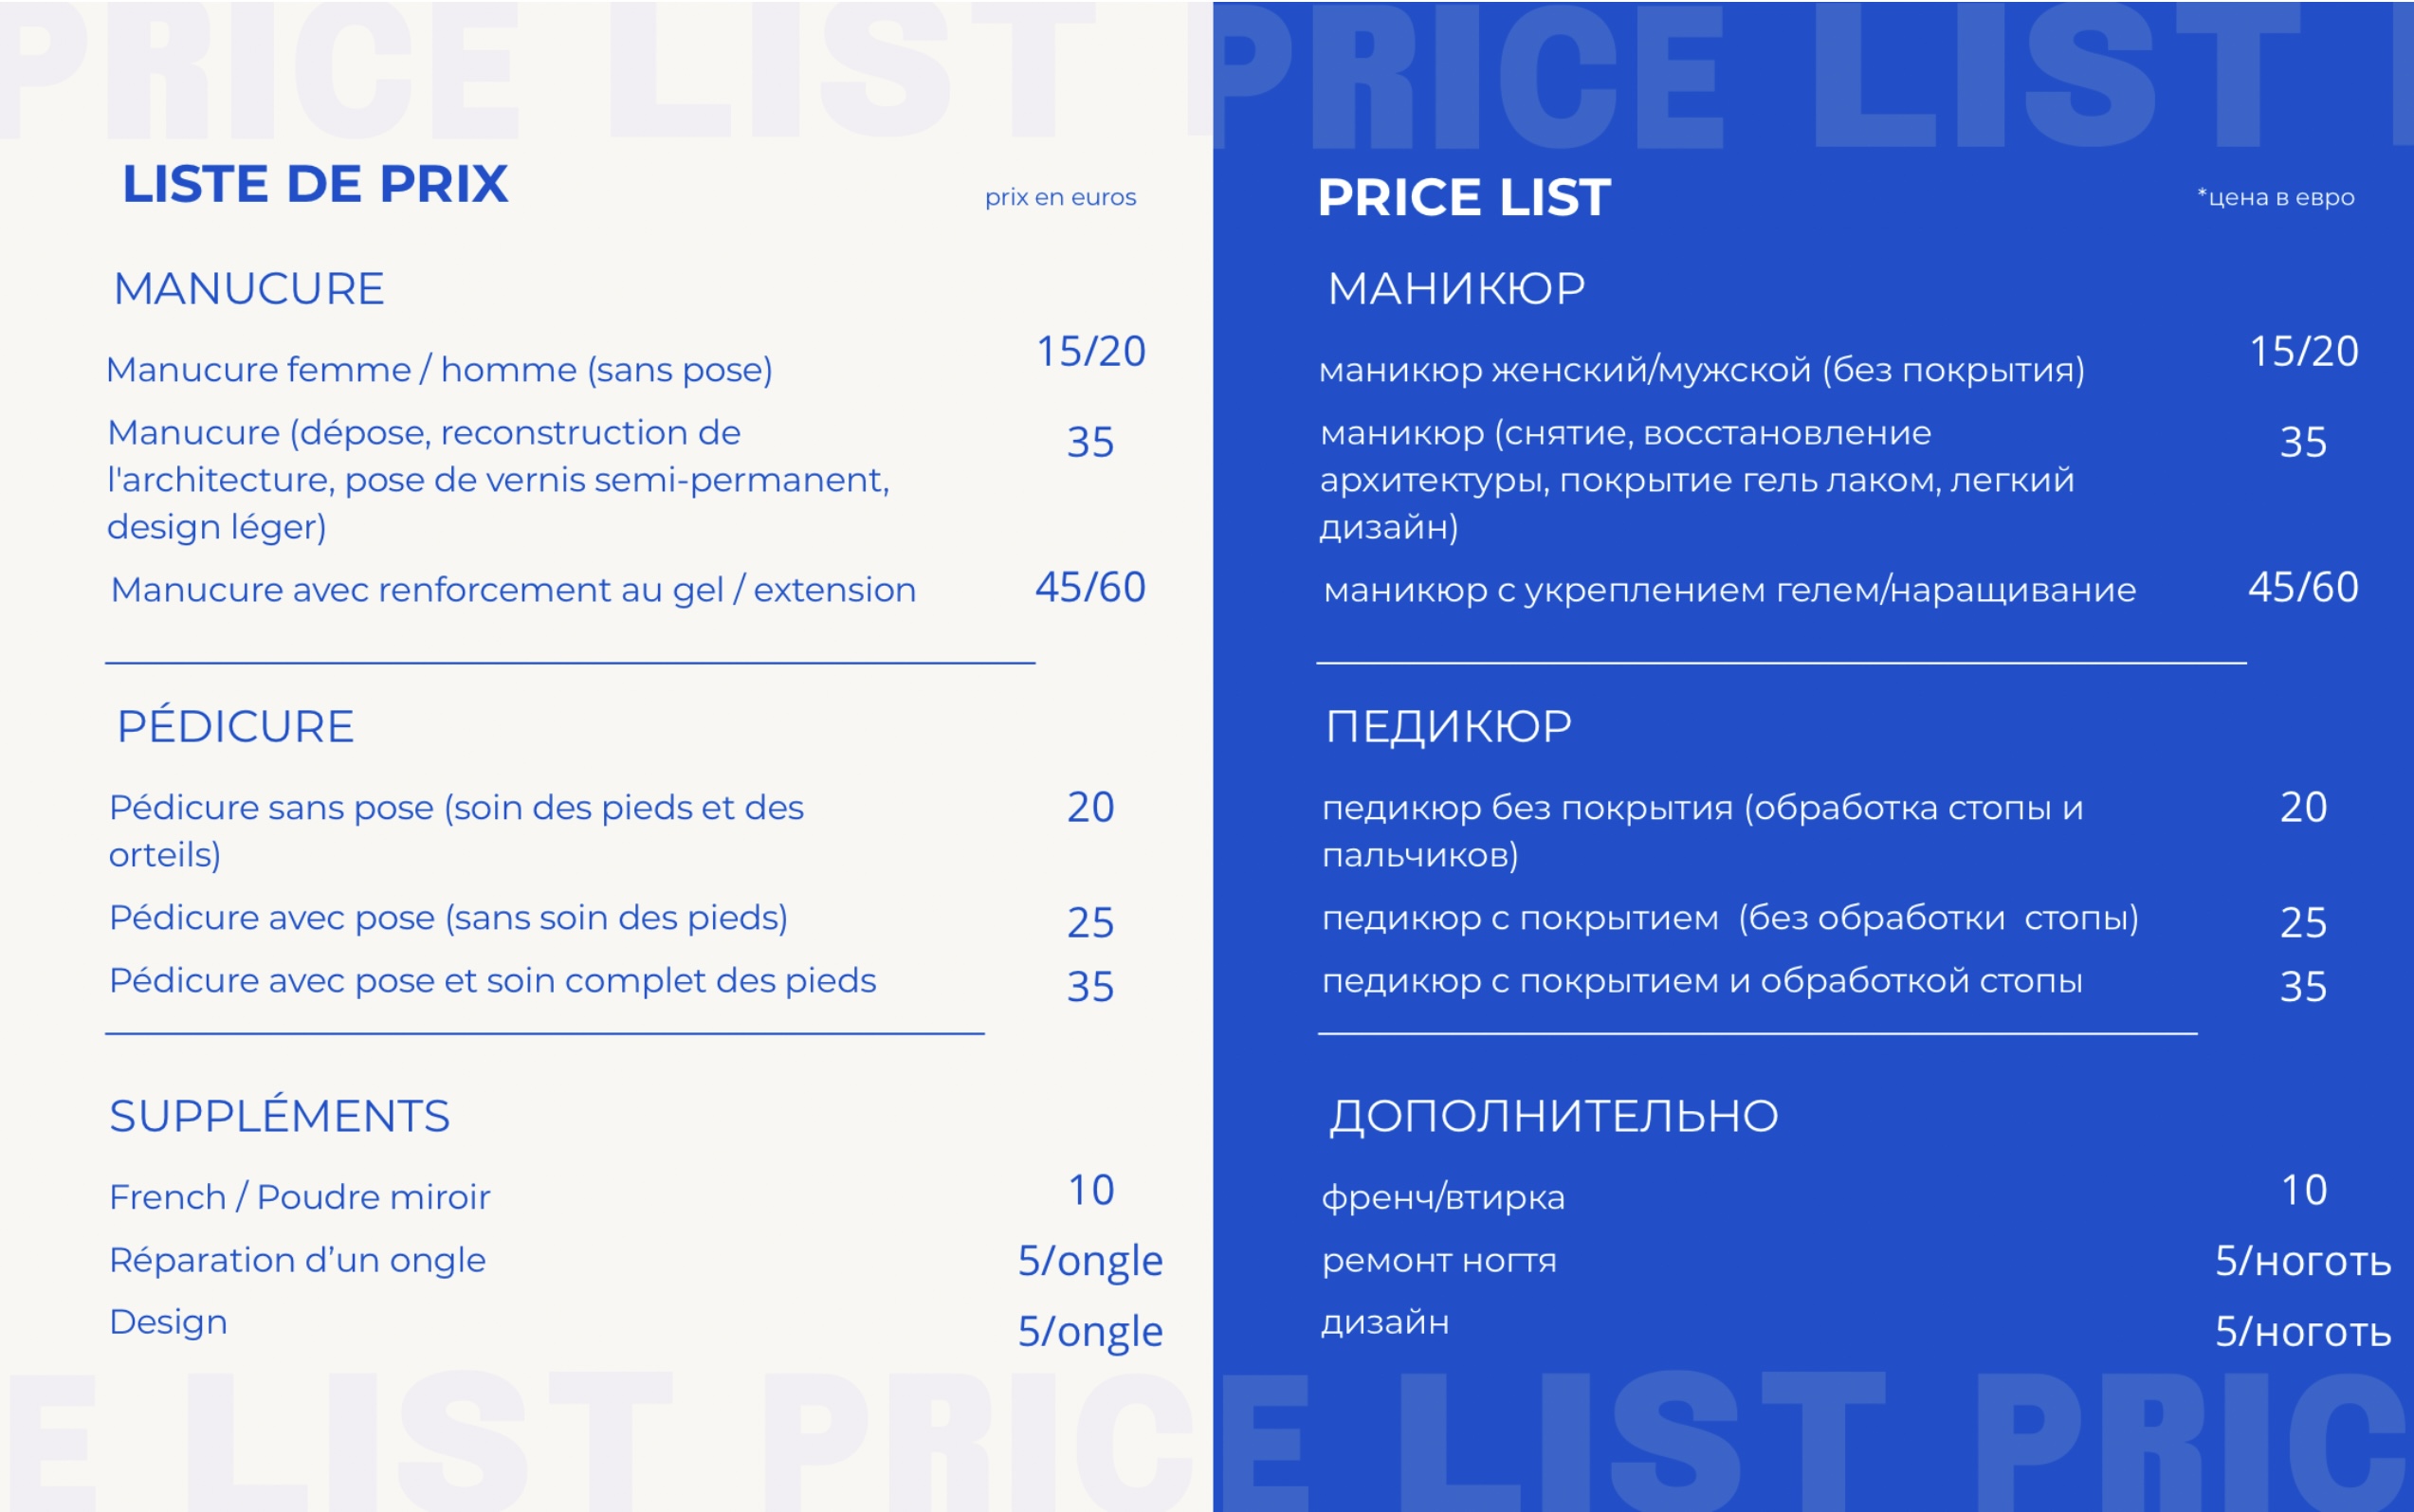 PRICE LIST
LISTE DE PRIX
prix en euros
MANUCURE
Manucure femme / homme (sans pose)
15/20
Manucure (dépose, reconstruction de
35
l'architecture, pose de vernis semi-permanent,
design léger)
Manucure avec renforcement au gel / extension
45/60
PÉDICURE
Pédicure sans pose (soin des pieds et des
20
orteils)
Pédicure avec pose (sans soin des pieds)
25
Pédicure avec pose et soin complet des pieds
35
SUPPLÉMENTS
French / Poudre miroir
10
Réparation d’un ongle
5/ongle
Design
5/ongle
E LIST PRIC
PRICE LIST
PRICE LIST
*цена в евро
МАНИКЮР
маникюр женский/мужской (без покрытия)
15/20
маникюр (снятие, восстановление
35
архитектуры, покрытие гель лаком, легкий
дизайн)
маникюр с укреплением гелем/наращивание
45/60
ПЕДИКЮР
педикюр без покрытия (обработка стопы и
20
пальчиков)
педикюр с покрытием (без обработки стопы)
25
педикюр с покрытием и обработкой стопы
35
ДОПОЛНИТЕЛЬНО
френч/втирка
10
ремонт ногтя
5/ноготь
дизайн
5/ноготь
E LIST PRIC